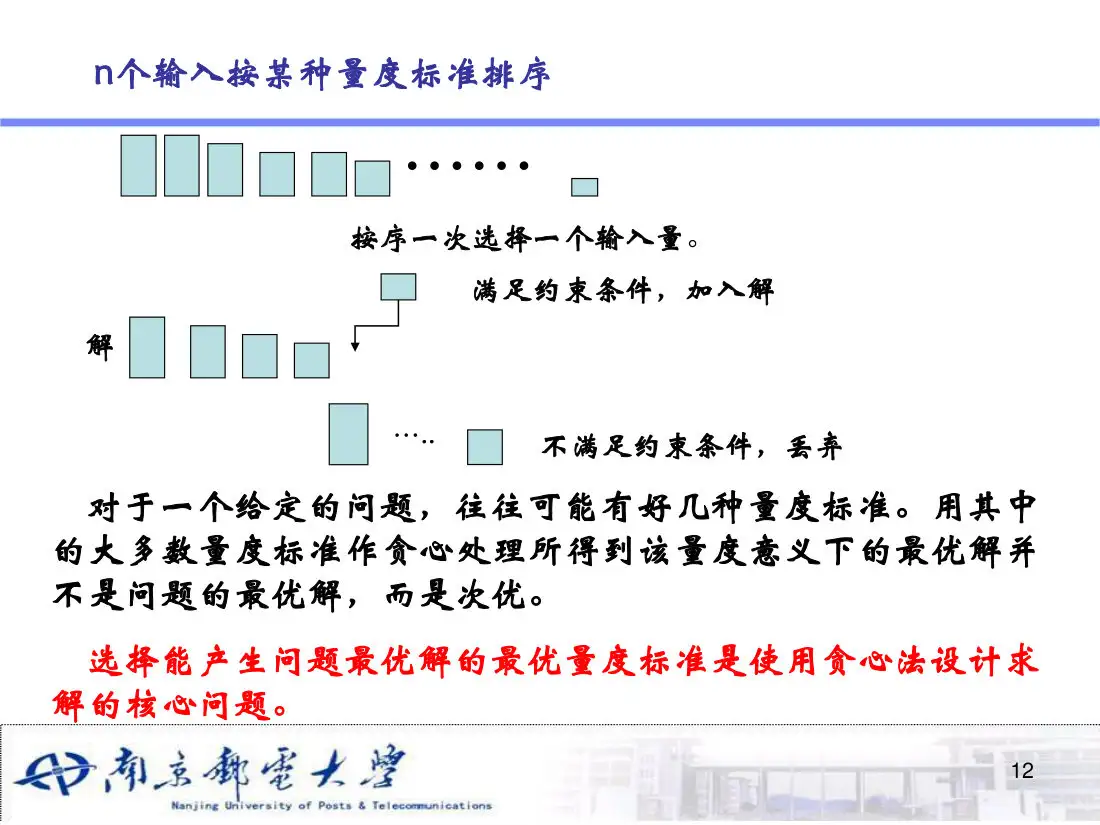 n个输入按某种量度标准排序
······
按序一次选择一个输入量。
满足约束条件，加入解
解
…..
不满足约束条件，丢弃
对于一个给定的问题，往往可能有好几种量度标准。用其中
的大多数量度标准作贪心处理所得到该量度意义下的最优解并
不是问题的最优解，而是次优。
选择能产生问题最优解的最优量度标准是使用贪心法设计求
解的核心问题。
南京郵電大學
Nanjing University of Posts & Telecommunications
12